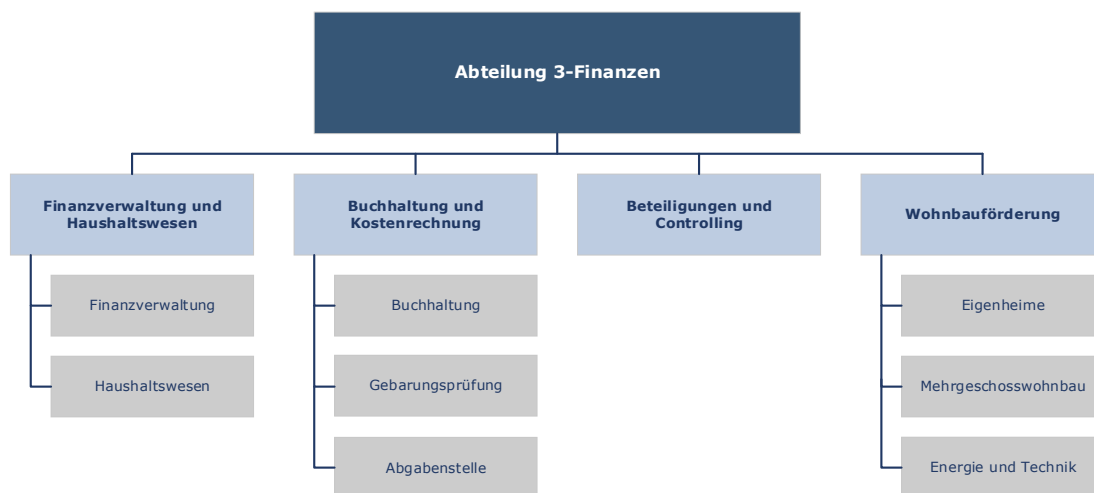 Abteilung 3-Finanzen
Finanzverwaltung und
Haushaltswesen
Buchhaltung und
Kostenrechnung
Beteiligungen und
Controlling
Wohnbauförderung
Finanzverwaltung
Haushaltswesen
Buchhaltung
Gebarungsprüfung
Abgabenstelle
Eigenheime
Mehrgeschosswohnbau
Energie und Technik